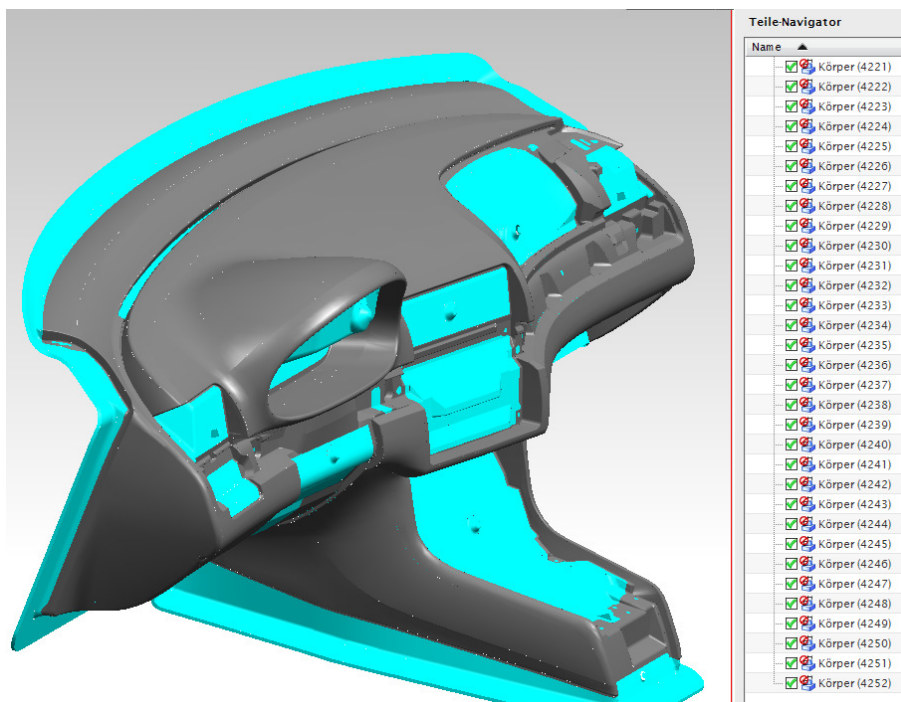 Teile-Navigator
Name
Körper (4221)
Körper (4222)
Körper (4223)
Körper (4224)
Körper (4225)
Körper (4226)
Körper (4227)
Körper (4228)
Körper (4229)
Körper (4230)
Körper (4231)
Körper (4232)
Körper (4233)
Körper (4234)
Körper (4235)
Körper (4236)
Körper (4237)
Körper (4238)
Körper (4239)
Körper (4240)
Körper (4241)
Körper (4242)
Körper (4243)
Körper (4244)
Körper (4245)
Körper (4246)
Körper (4247)
Körper (4248)
Körper (4249)
Körper (4250)
Körper (4251)
Körper (4252)